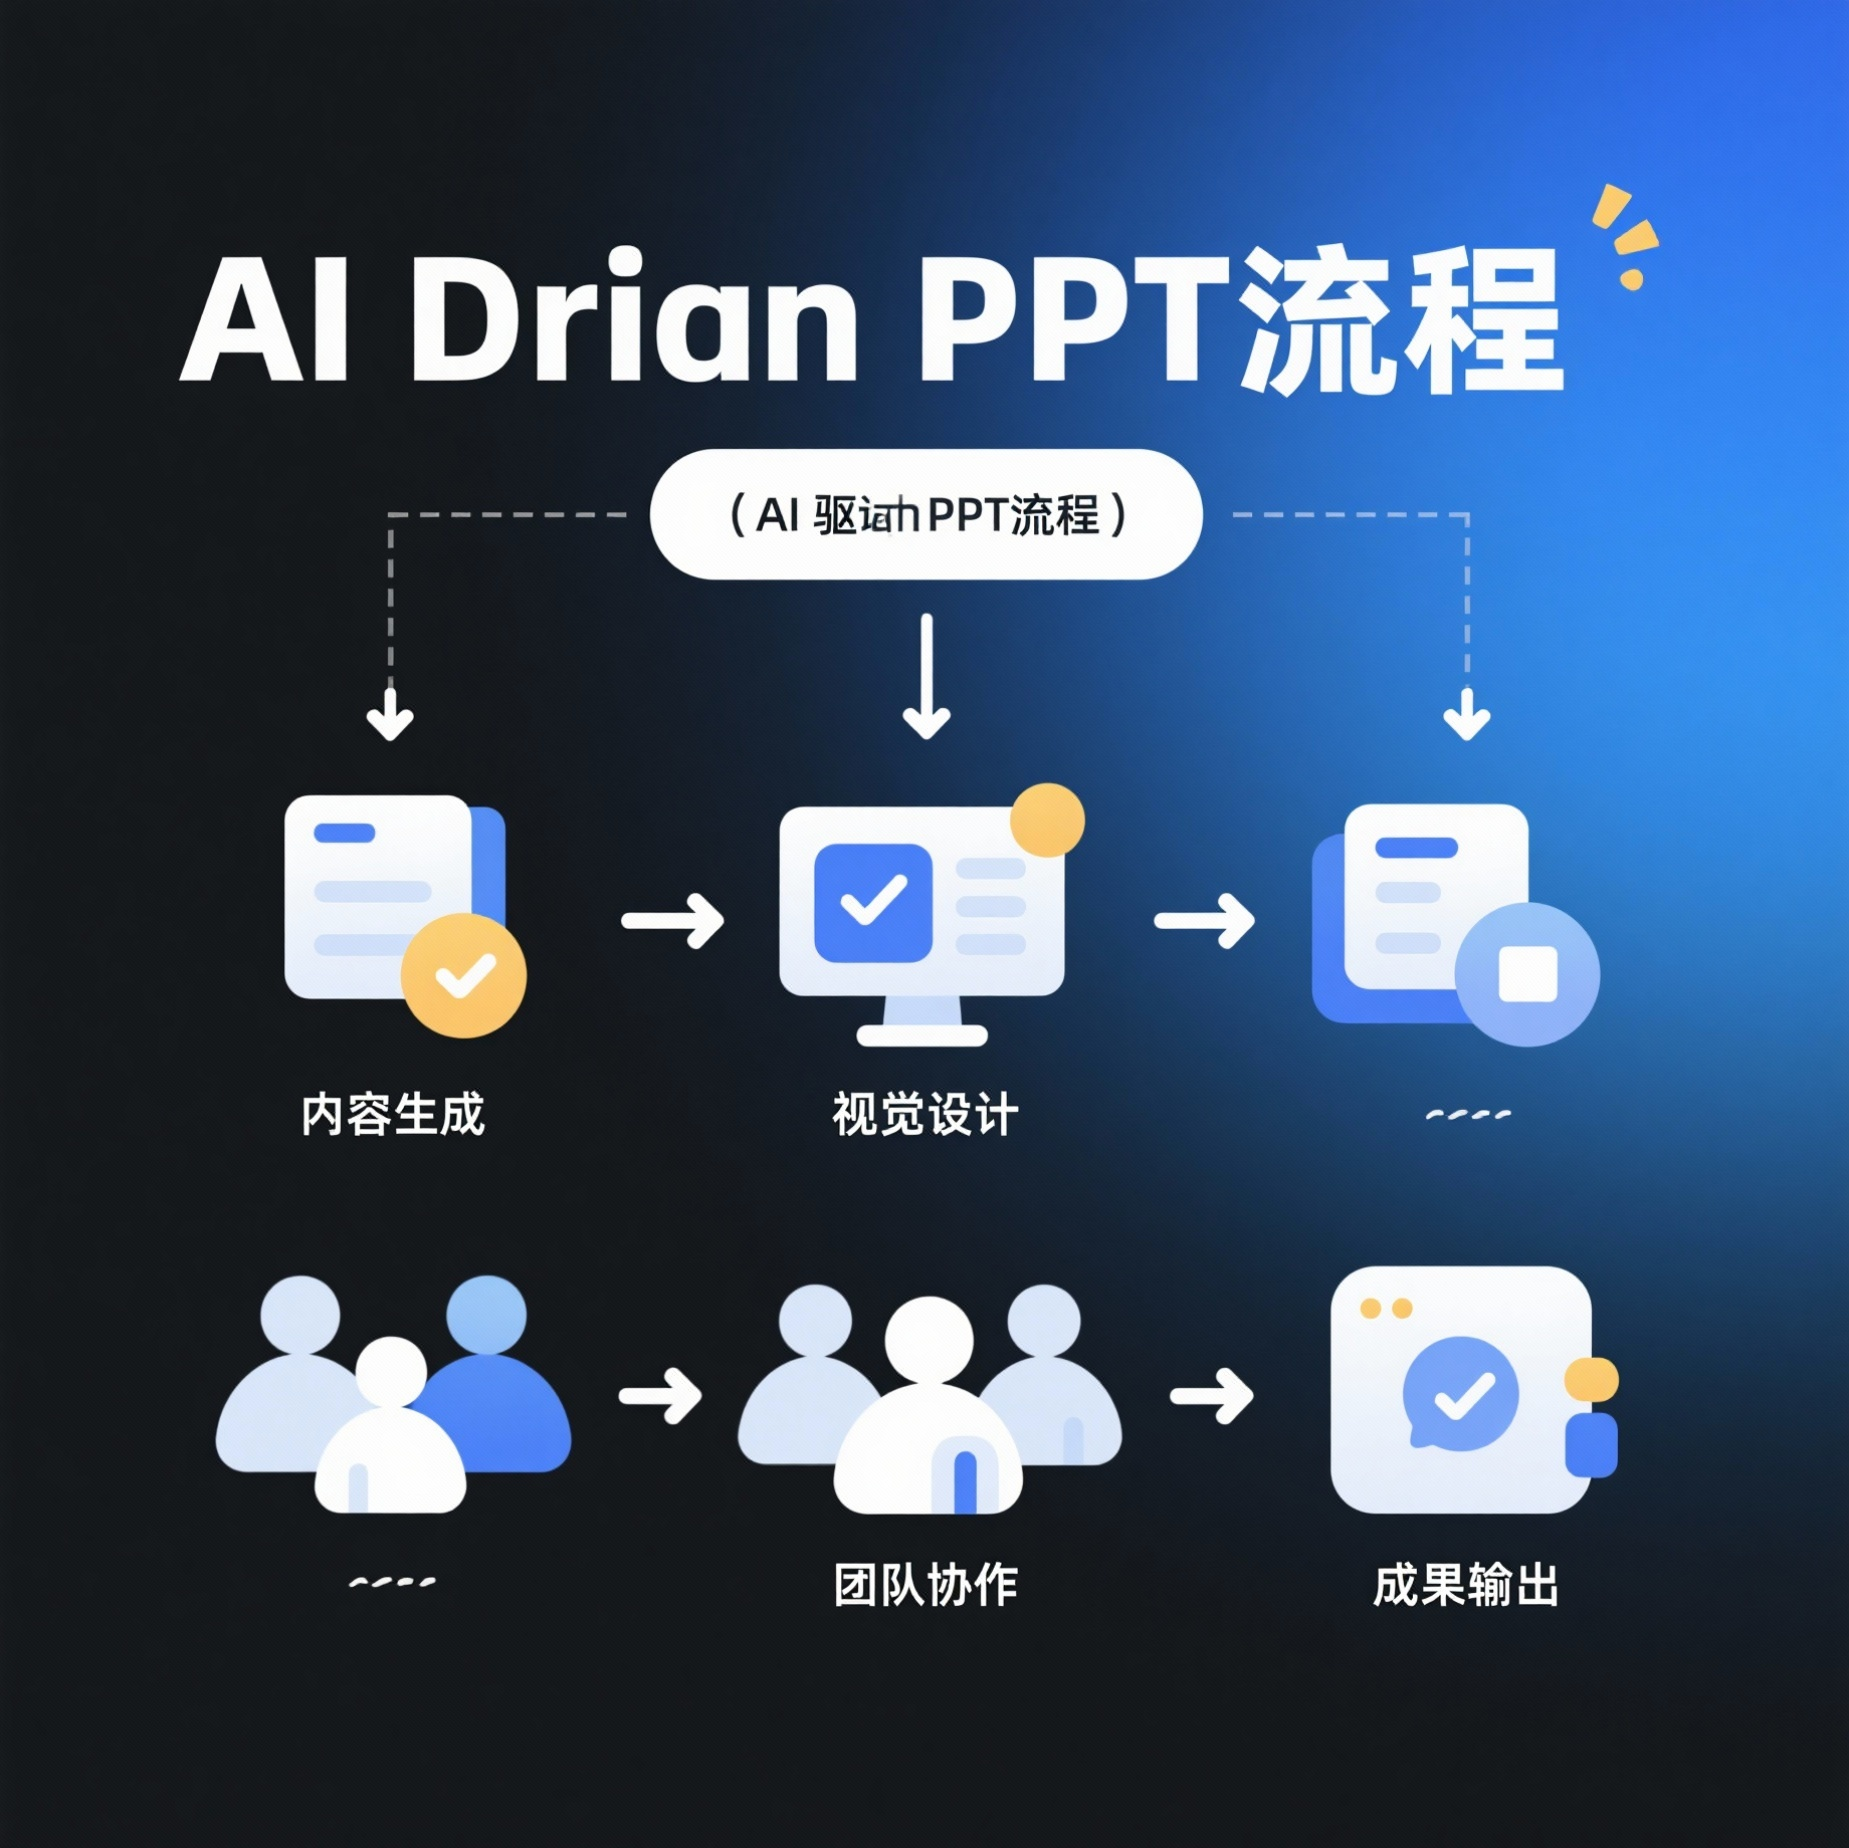 AI Drian PPT流程
(AI 驱 PPT流程)
内容生成
视觉设计
团队协作
成果输出